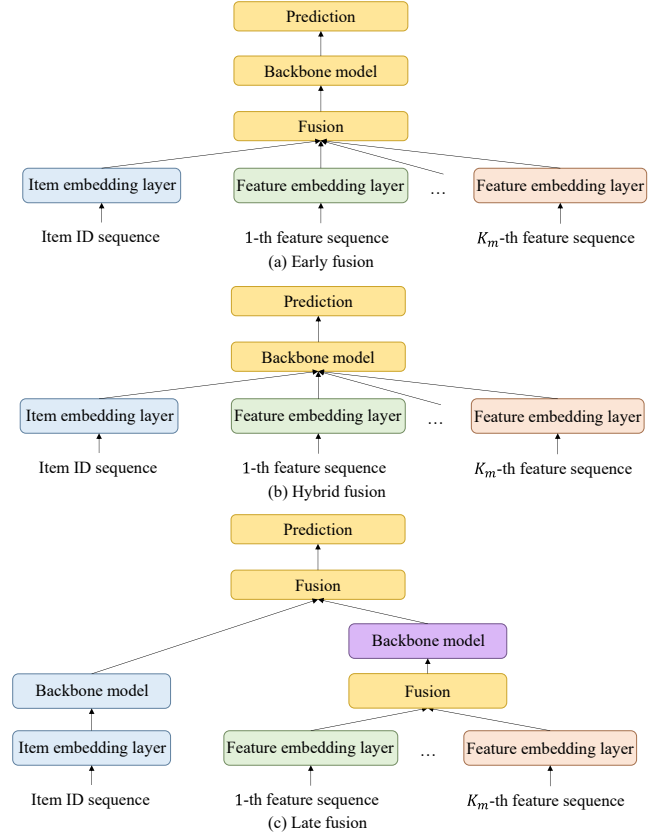 Prediction
Backbone model
Fusion
Item embedding layer Feature embedding layer … Feature embedding layer
Item ID sequence 1-th feature sequence $K_m$-th feature sequence
(a) Early fusion
Prediction
Backbone model
Item embedding layer Feature embedding layer … Feature embedding layer
Item ID sequence 1-th feature sequence $K_m$-th feature sequence
(b) Hybrid fusion
Prediction
Fusion
Backbone model
Backbone model Fusion
Item embedding layer Feature embedding layer … Feature embedding layer
Item ID sequence 1-th feature sequence $K_m$-th feature sequence
(c) Late fusion